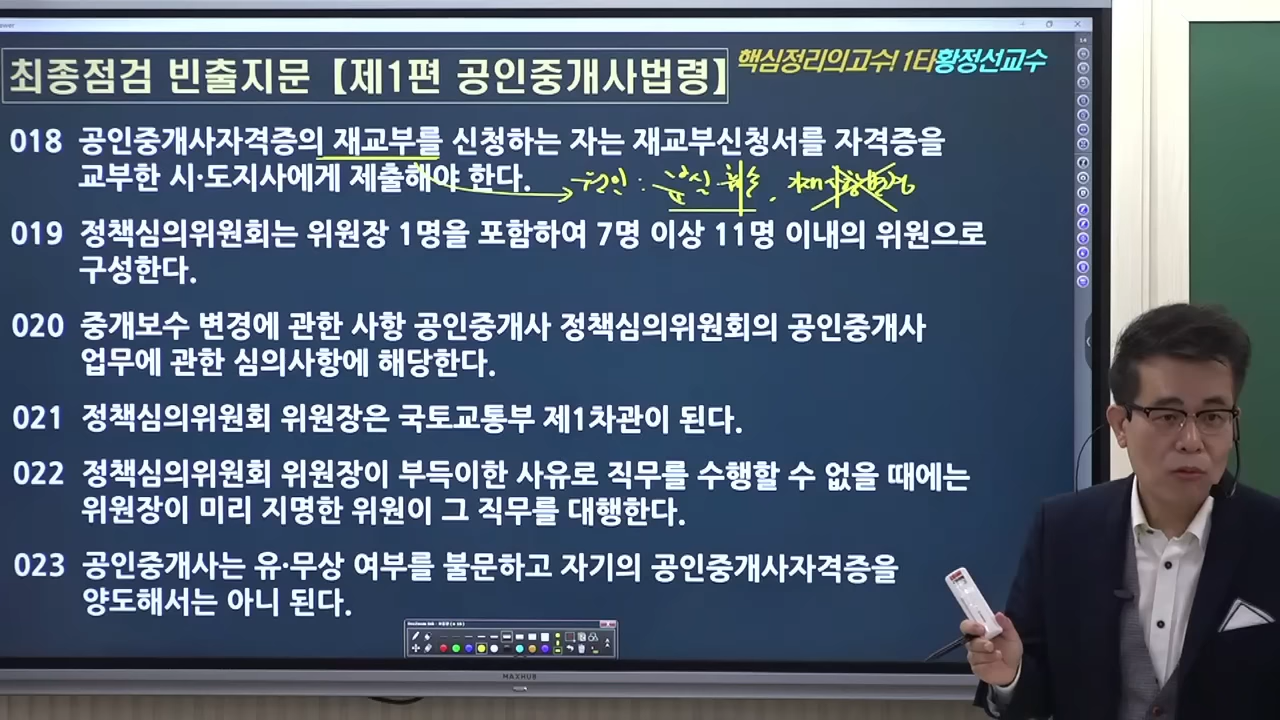 최종점검 빈출지문【제1편 공인중개사법령】
핵심정리의고수! 1타황정선교수
018 공인중개사자격증의 재교부를 신청하는 자는 재교부신청서를 자격증을
교부한 시·도지사에게 제출해야 한다.
019 정책심의위원회는 위원장 1명을 포함하여 7명 이상 11명 이내의 위원으로
구성한다.
020 중개보수 변경에 관한 사항 공인중개사 정책심의위원회의 공인중개사
업무에 관한 심의사항에 해당한다.
021 정책심의위원회 위원장은 국토교통부 제1차관이 된다.
022 정책심의위원회 위원장이 부득이한 사유로 직무를 수행할 수 없을 때에는
위원장이 미리 지명한 위원이 그 직무를 대행한다.
023 공인중개사는 유·무상 여부를 불문하고 자기의 공인중개사자격증을
양도해서는 아니 된다.
MAXHUB